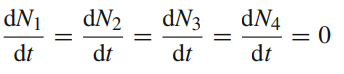 dN₁/dt = dN₂/dt = dN₃/dt = dN₄/dt = 0